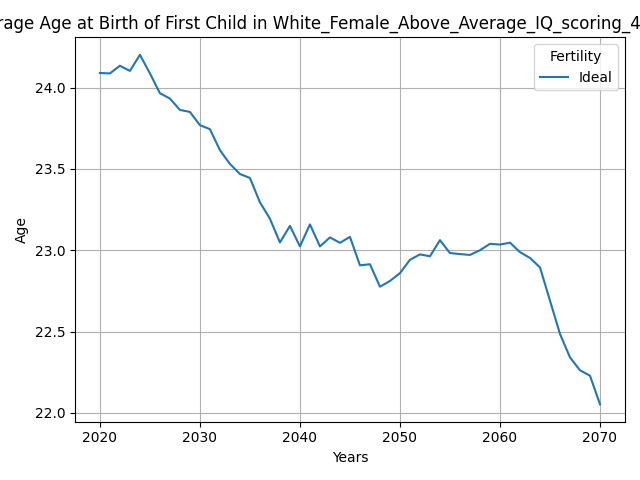 rage Age at Birth of First Child in White_Female_Above_Average_IQ_scoring_4
Fertility
Ideal
24.0
23.5
23.0
22.5
22.0
Age
2020 2030 2040 2050 2060 2070
Years